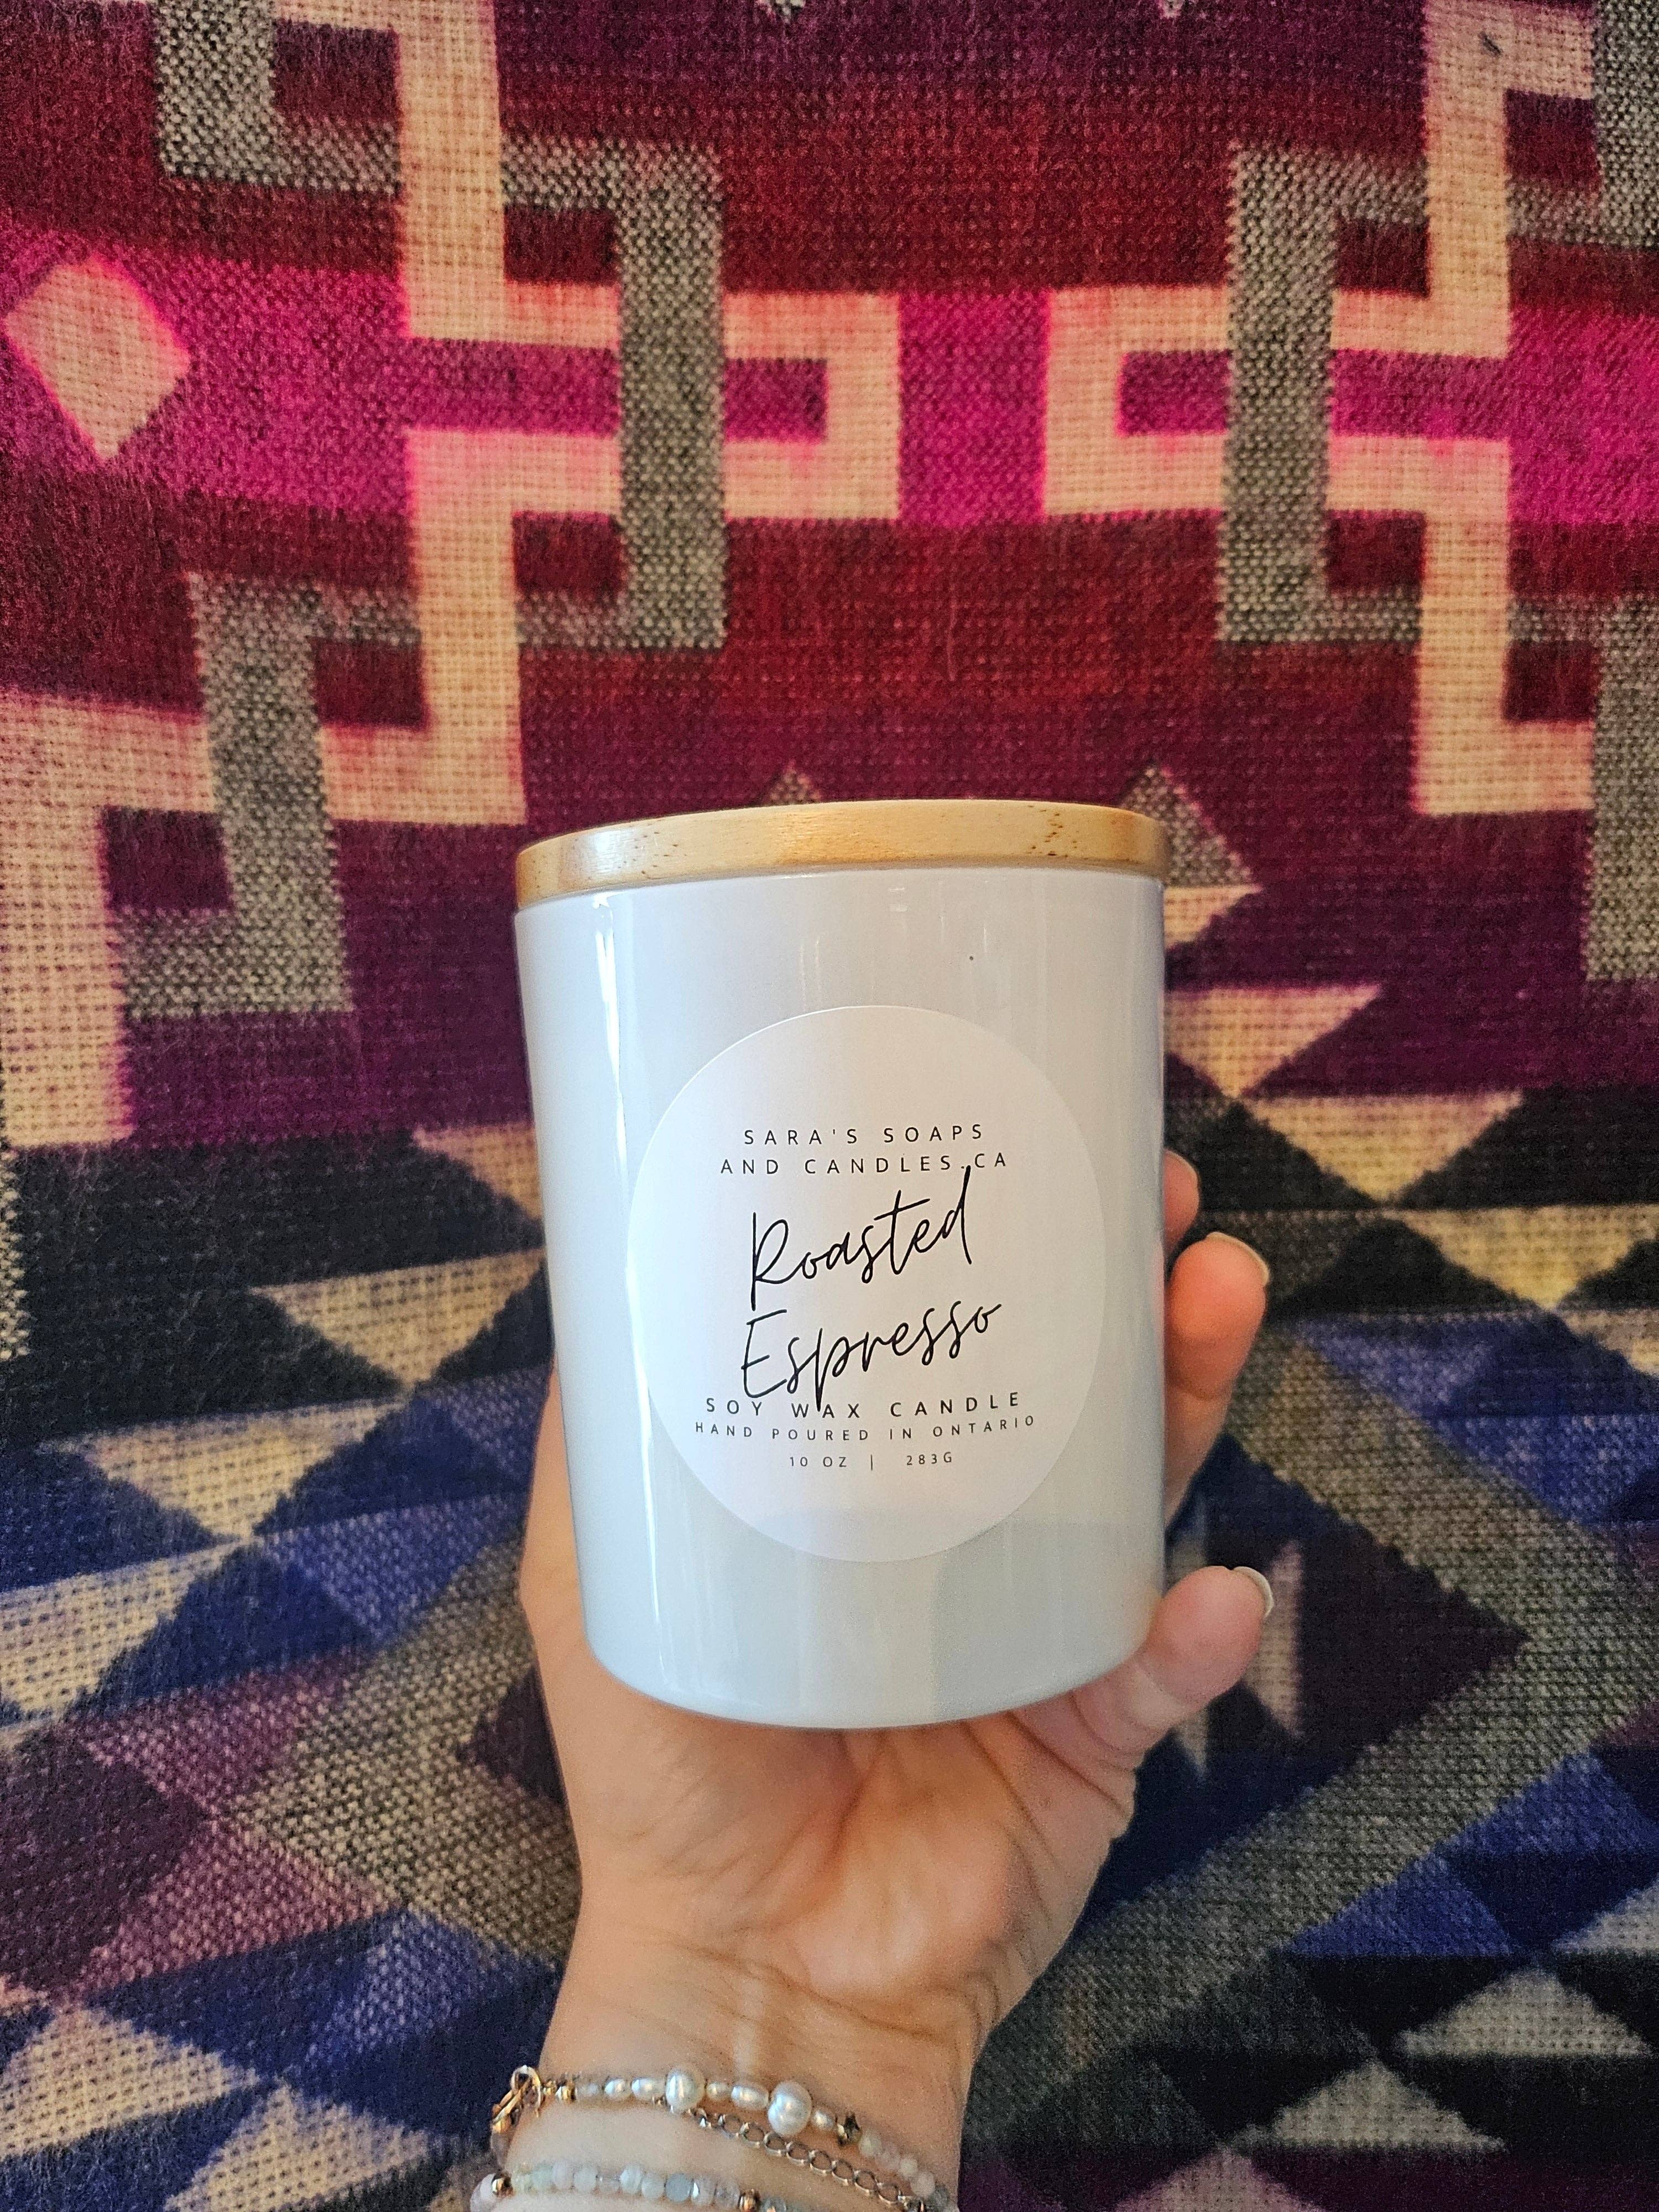 SARA'S SOAPS
AND CANDLES.CA
Roasted
Espresso
SOY WAX CANDLE
HAND POURED IN ONTARIO
10 OZ | 283G